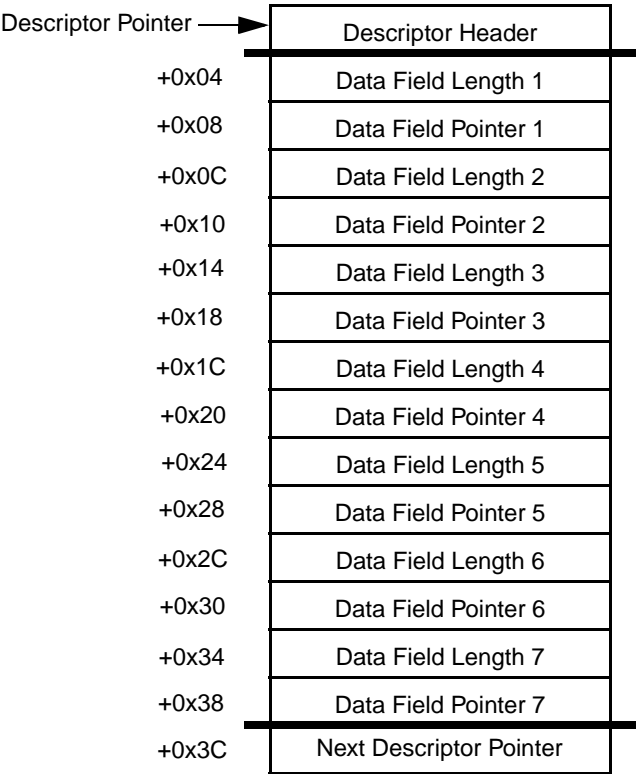 Descriptor Pointer Descriptor Header
+0x04 Data Field Length 1
+0x08 Data Field Pointer 1
+0x0C Data Field Length 2
+0x10 Data Field Pointer 2
+0x14 Data Field Length 3
+0x18 Data Field Pointer 3
+0x1C Data Field Length 4
+0x20 Data Field Pointer 4
+0x24 Data Field Length 5
+0x28 Data Field Pointer 5
+0x2C Data Field Length 6
+0x30 Data Field Pointer 6
+0x34 Data Field Length 7
+0x38 Data Field Pointer 7
+0x3C Next Descriptor Pointer